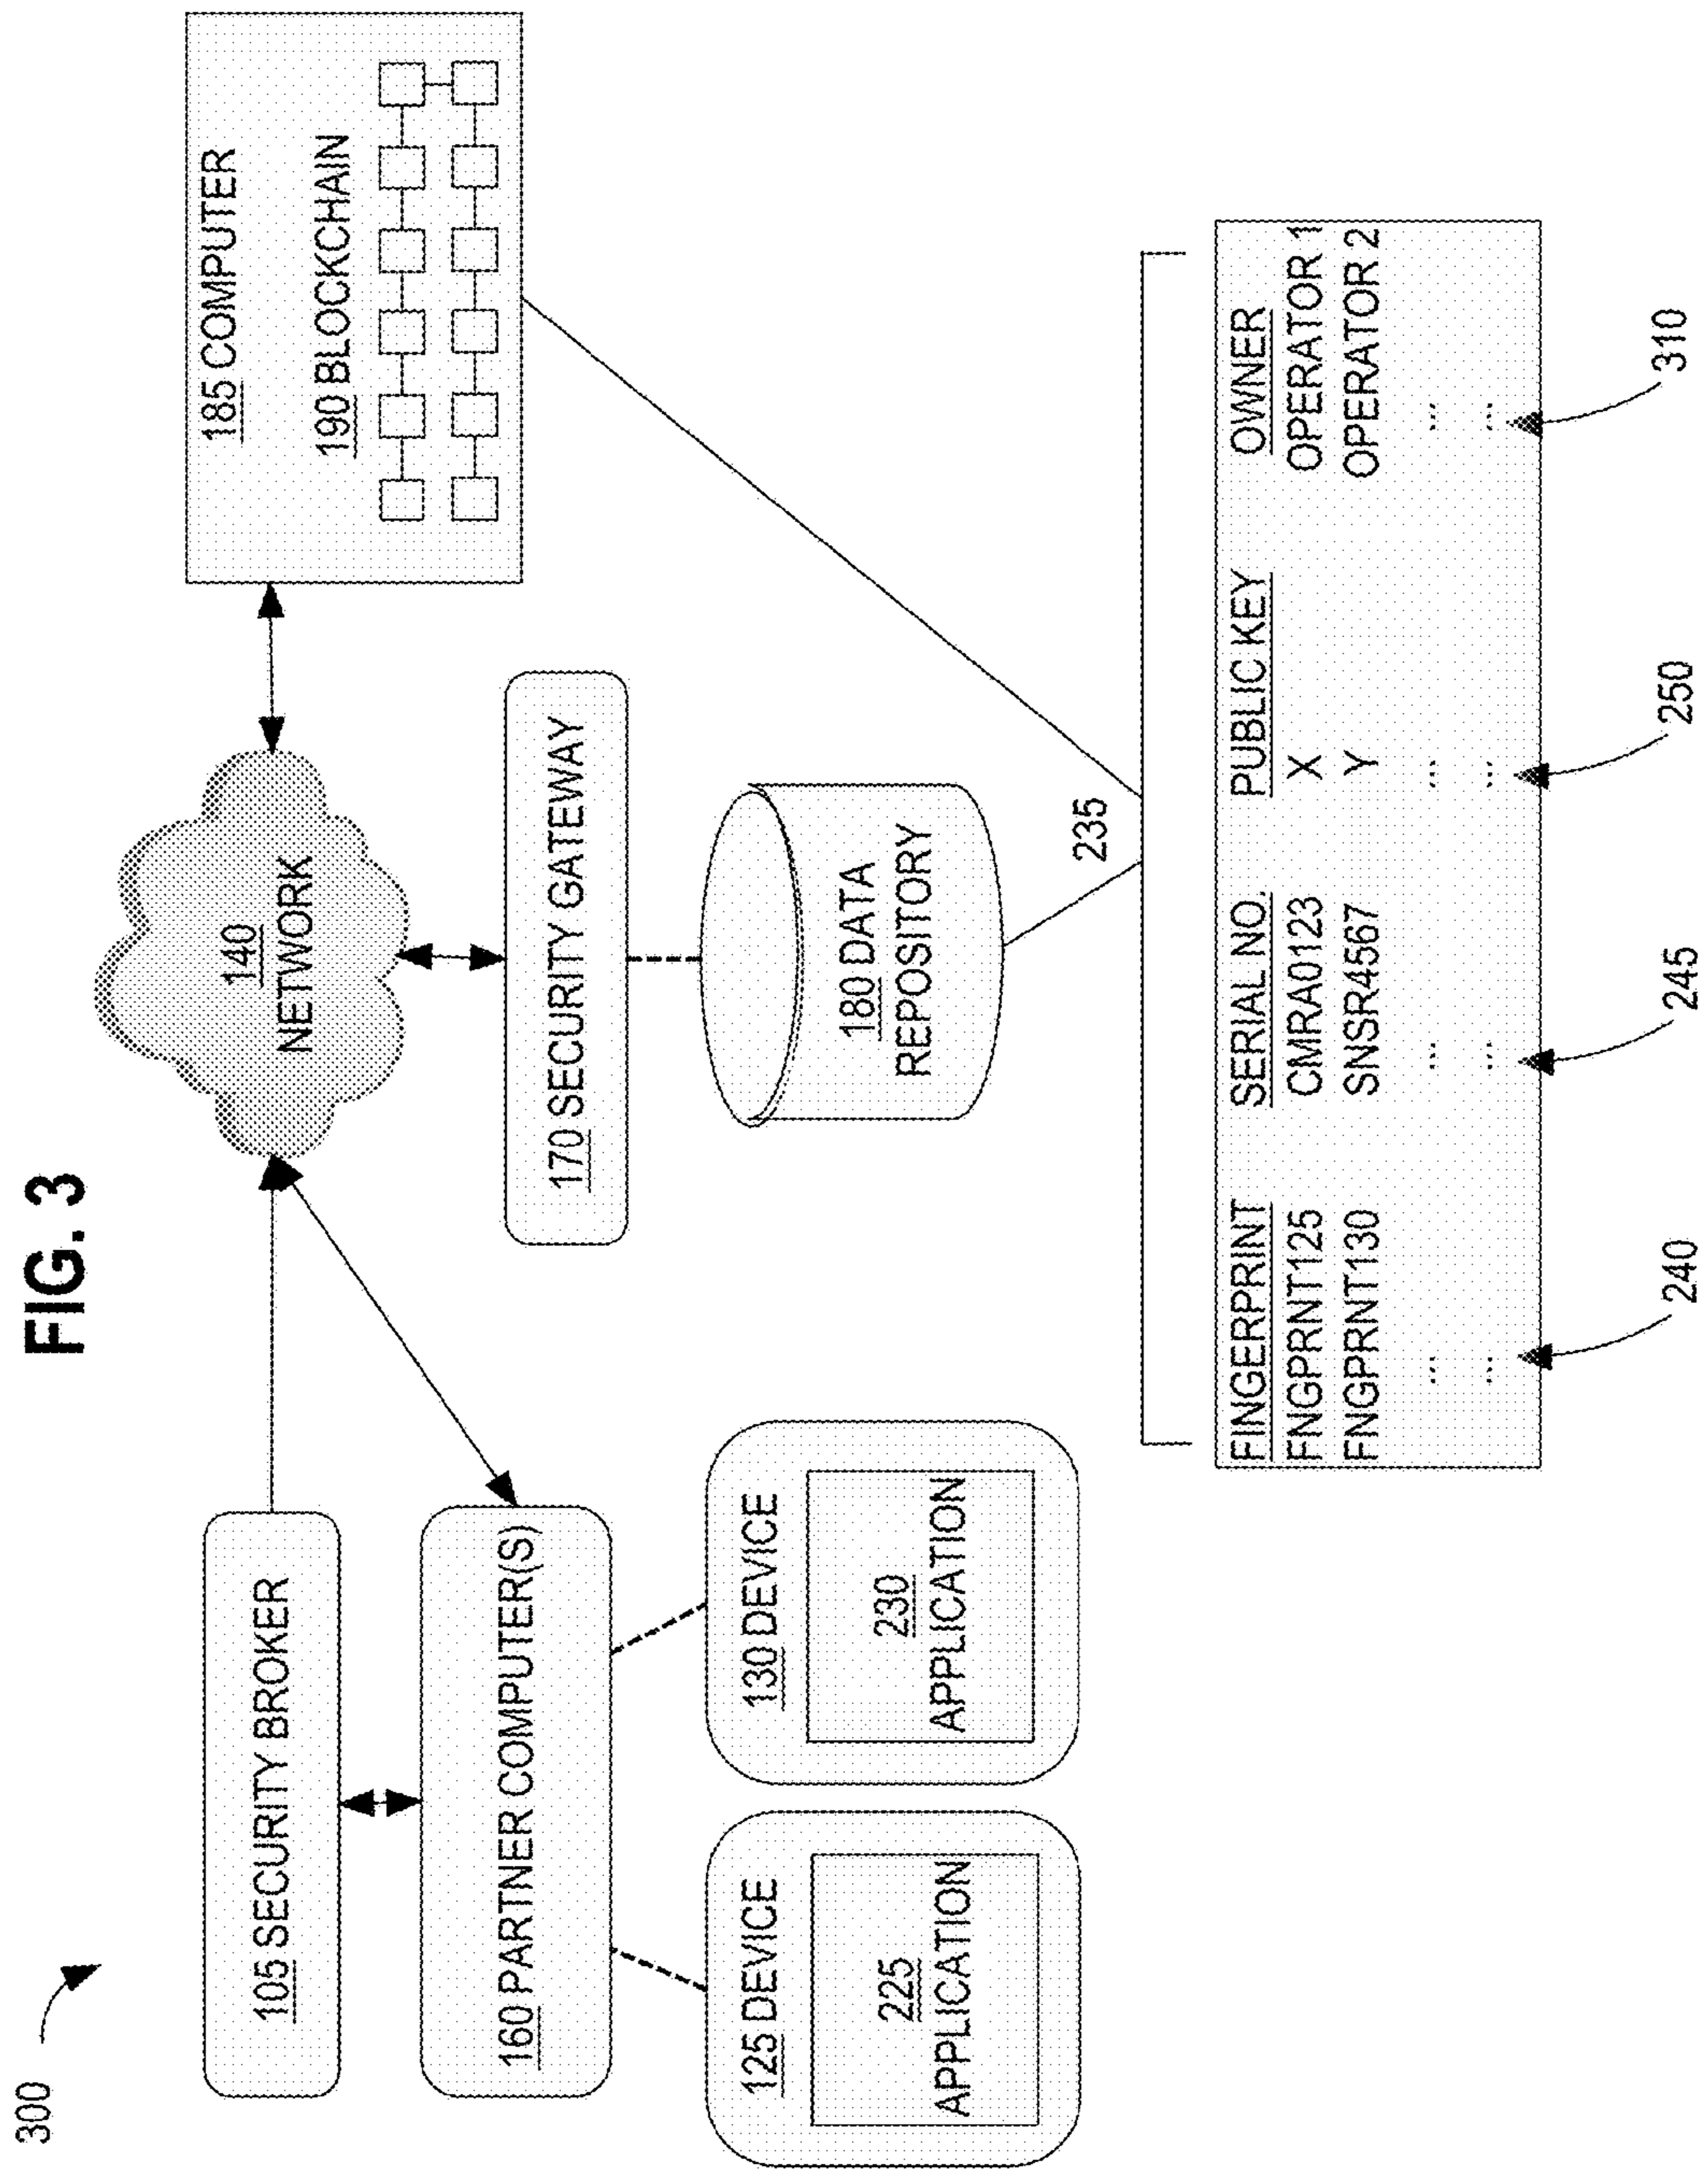 FIG. 3
300
105 SECURITY BROKER
140
NETWORK
185 COMPUTER
190 BLOCKCHAIN
160 PARTNER COMPUTER(S)
170 SECURITY GATEWAY
125 DEVICE
225
APPLICATION
130 DEVICE
230
APPLICATION
180 DATA
REPOSITORY
235
FINGERPRINT SERIAL NO. PUBLIC KEY OWNER
FNGPRNT125 CMRA0123 X OPERATOR 1
FNGPRNT130 SNSR4567 Y OPERATOR 2
... ... ... ...
... ... ... ...
240 245 250 310